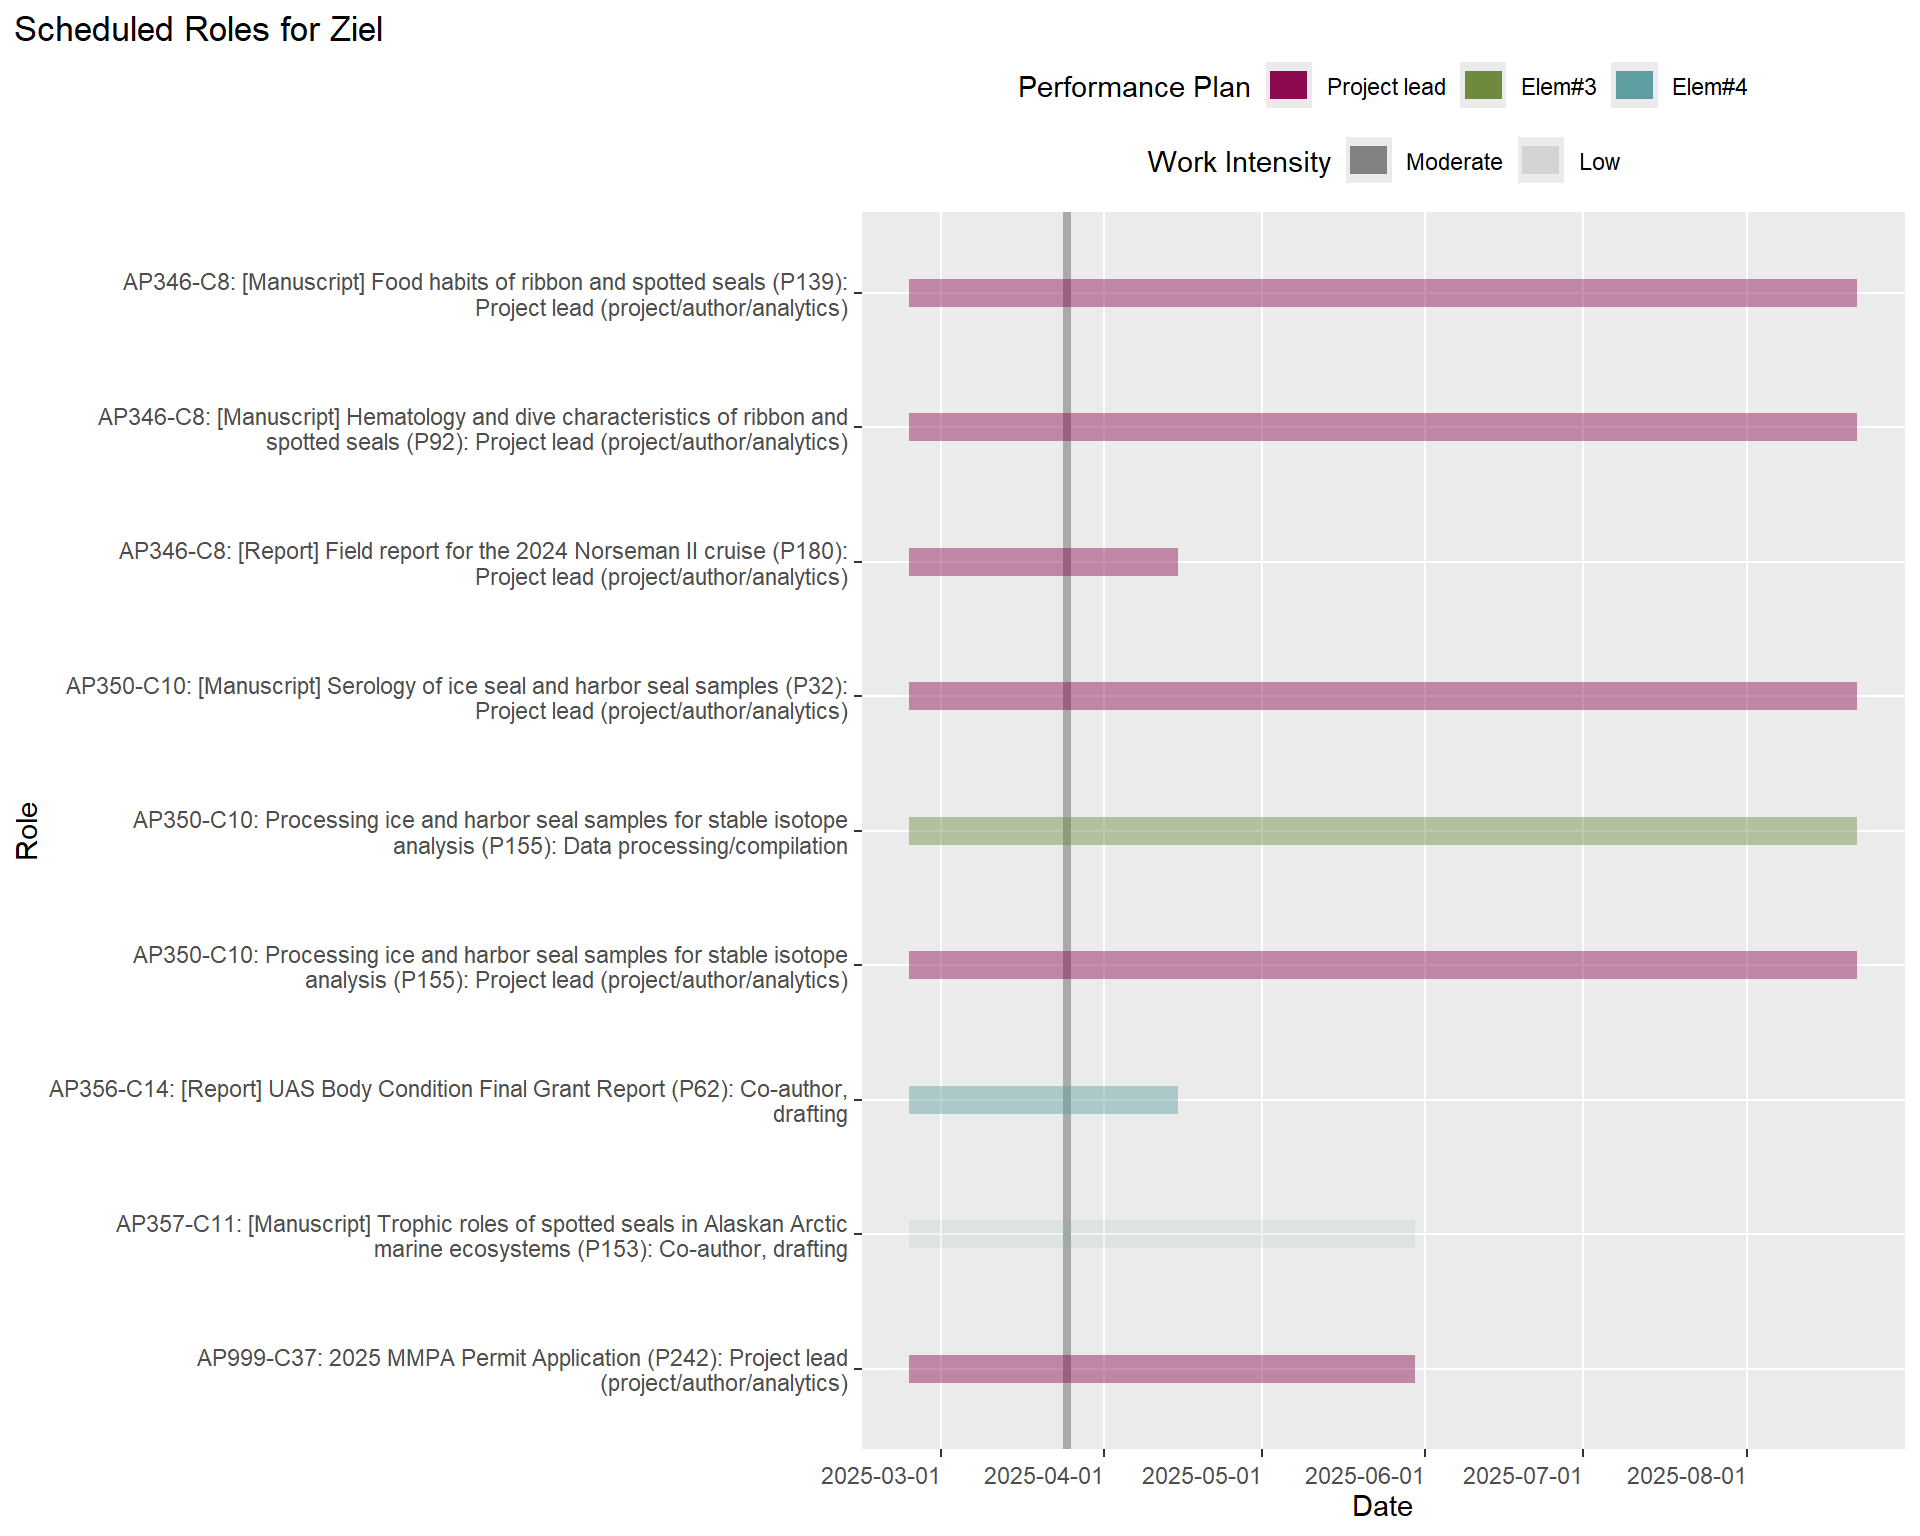 Scheduled Roles for Ziel
Performance Plan Project lead Elem#3 Elem#4
Work Intensity Moderate Low
AP346-C8: [Manuscript] Food habits of ribbon and spotted seals (P139):
Project lead (project/author/analytics)
AP346-C8: [Manuscript] Hematology and dive characteristics of ribbon and
spotted seals (P92): Project lead (project/author/analytics)
AP346-C8: [Report] Field report for the 2024 Norseman II cruise (P180):
Project lead (project/author/analytics)
AP350-C10: [Manuscript] Serology of ice seal and harbor seal samples (P32):
Project lead (project/author/analytics)
AP350-C10: Processing ice and harbor seal samples for stable isotope
analysis (P155): Data processing/compilation
AP350-C10: Processing ice and harbor seal samples for stable isotope
analysis (P155): Project lead (project/author/analytics)
AP356-C14: [Report] UAS Body Condition Final Grant Report (P62): Co-author,
drafting
AP357-C11: [Manuscript] Trophic roles of spotted seals in Alaskan Arctic
marine ecosystems (P153): Co-author, drafting
AP999-C37: 2025 MMPA Permit Application (P242): Project lead
(project/author/analytics)
Role
2025-03-01 2025-04-01 2025-05-01 2025-06-01 2025-07-01 2025-08-01
Date